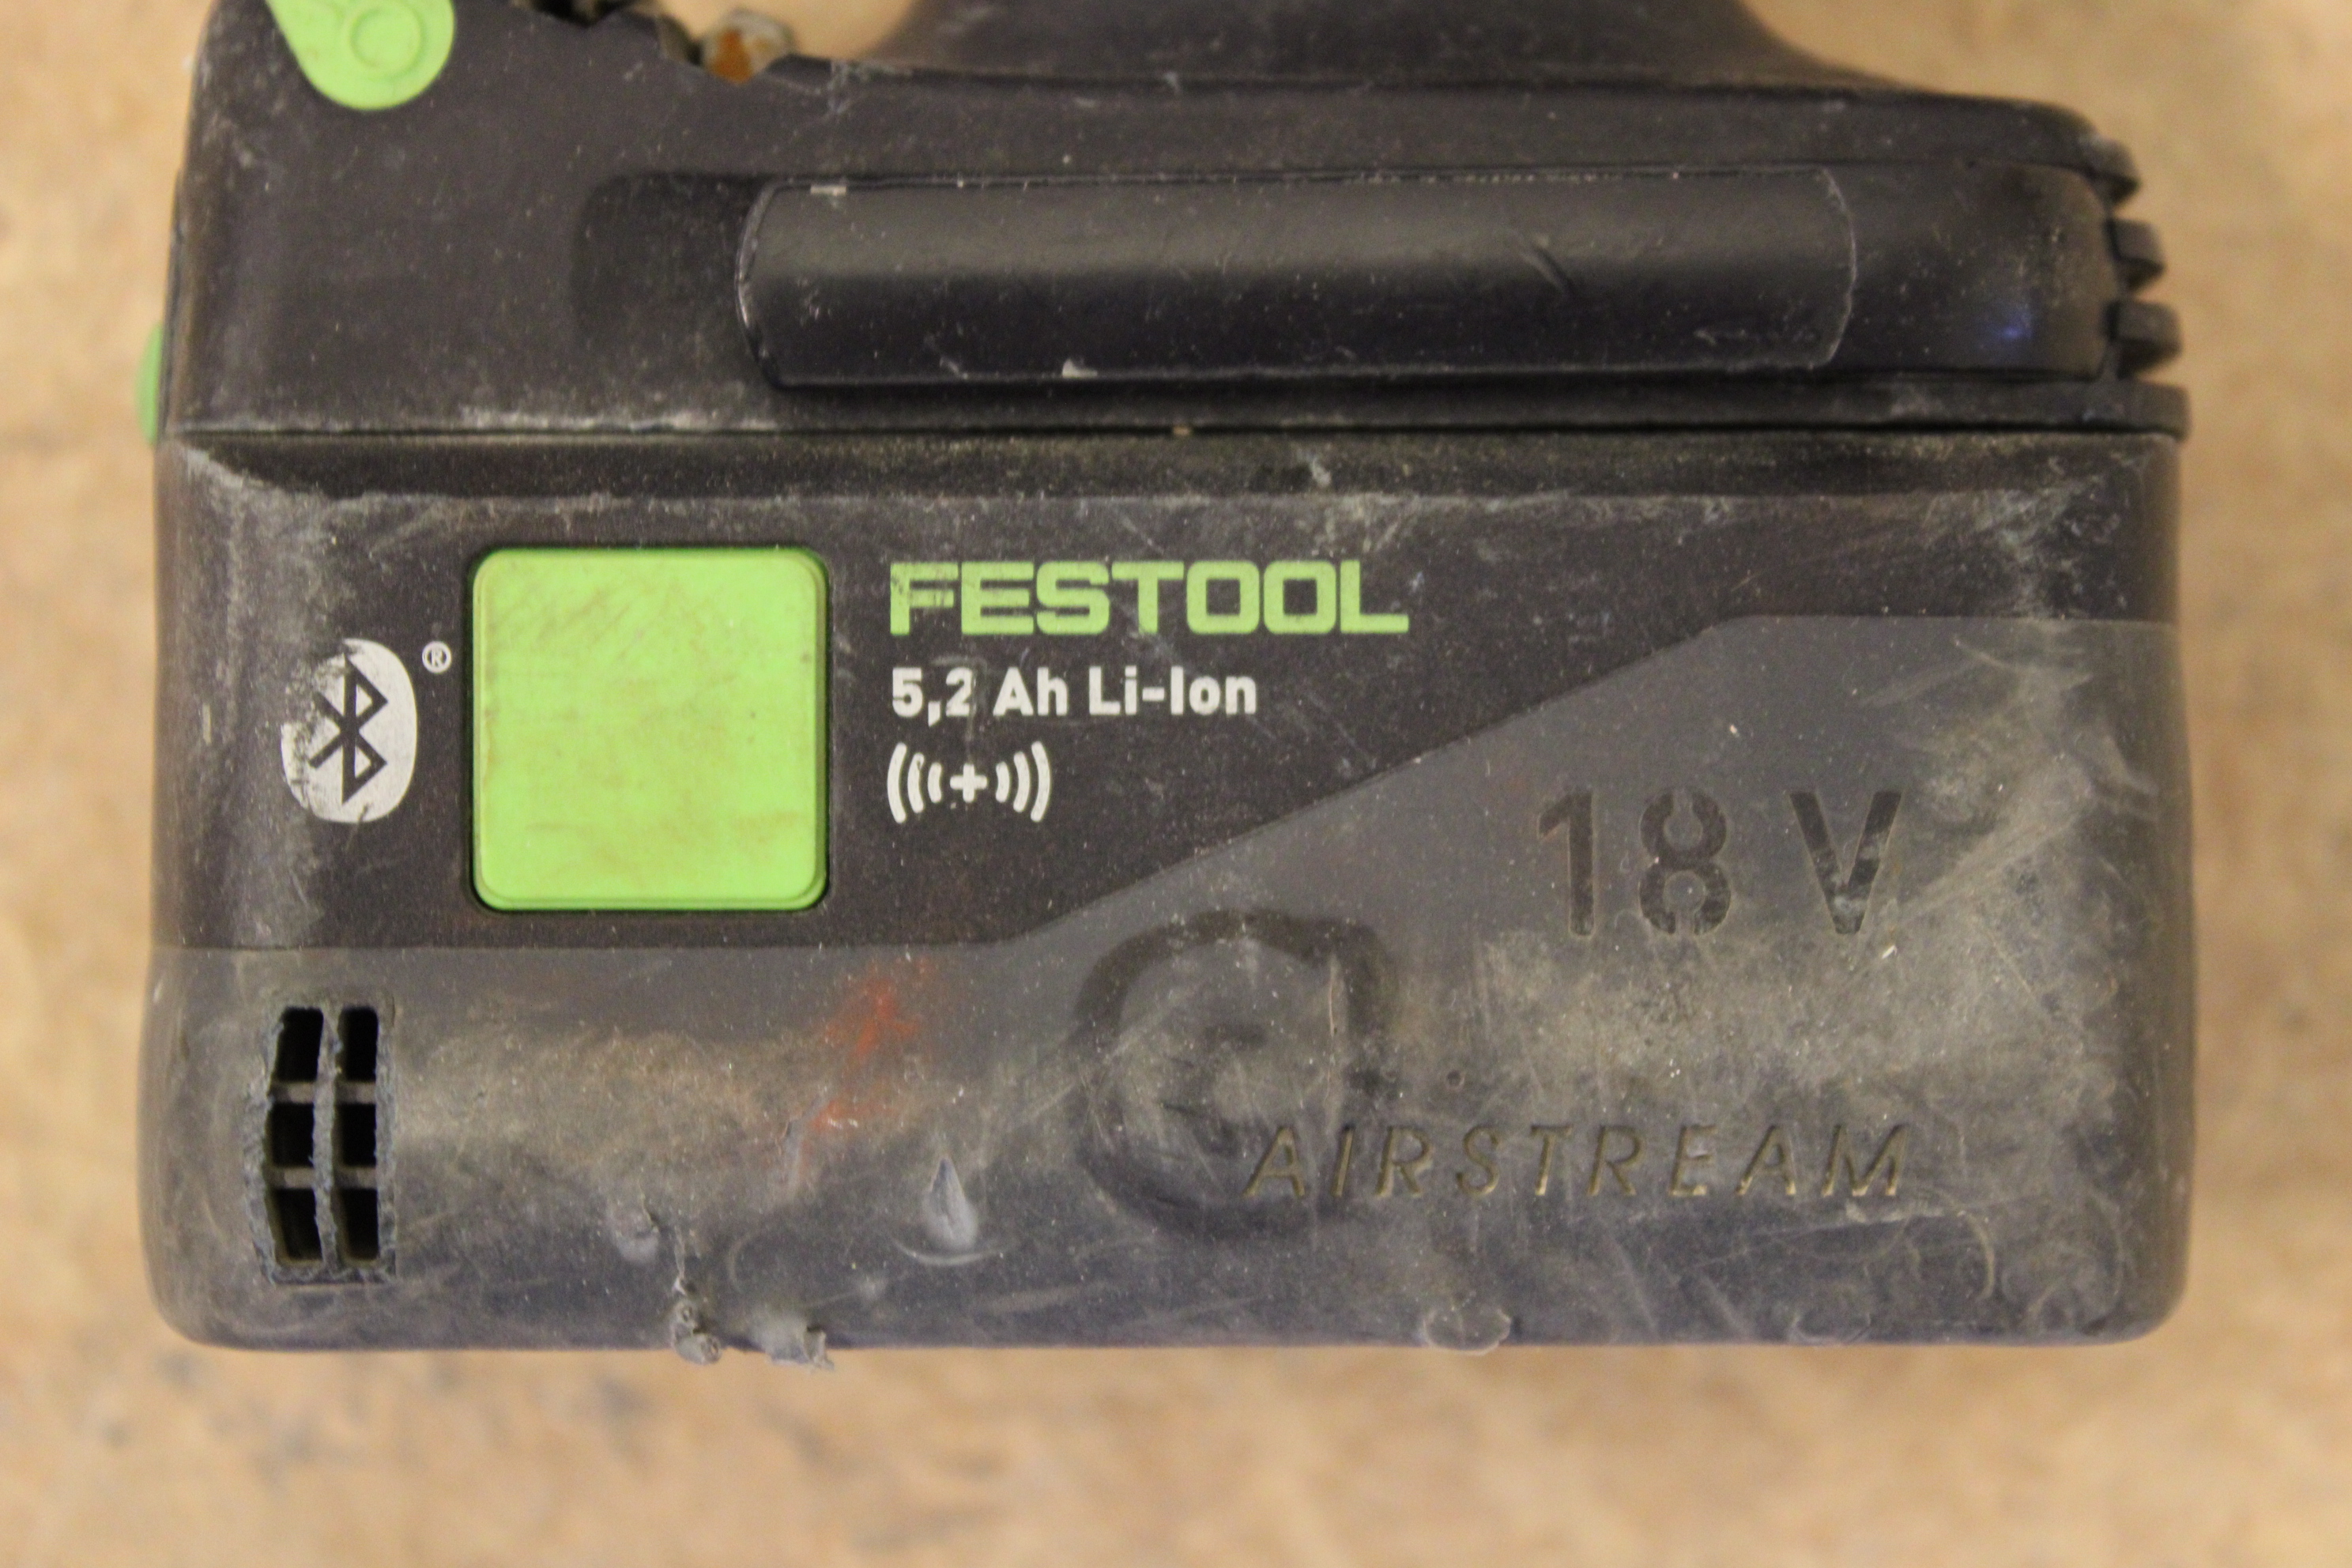 ®
FESTOOL
5,2 Ah Li-Ion
18 V
AIRSTREAM